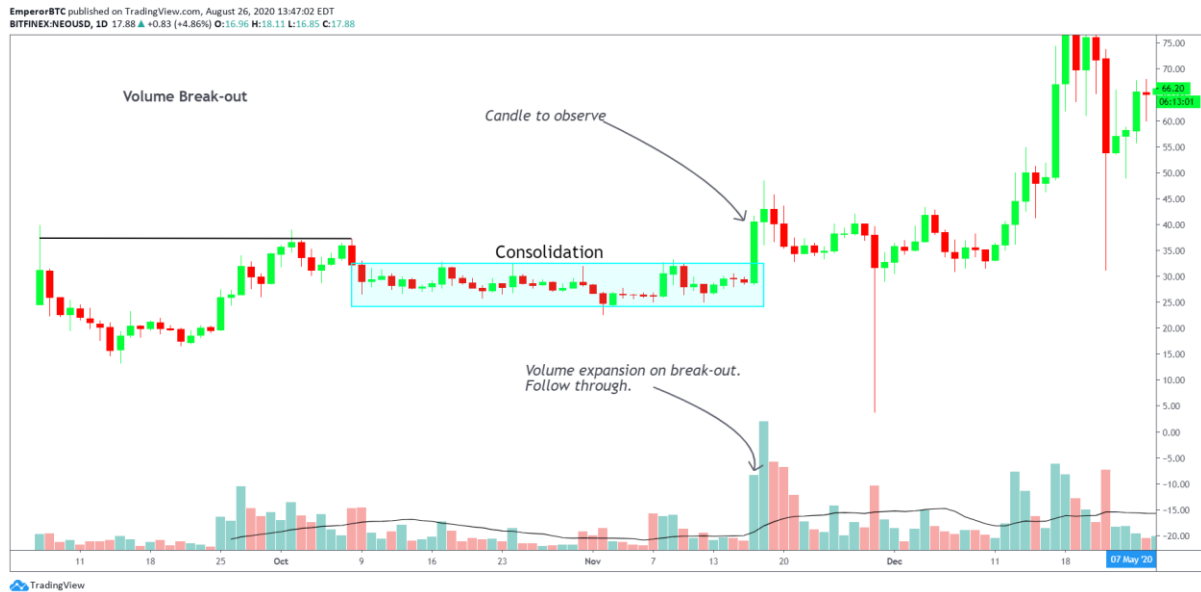 EmperorBTC published on TradingView.com, August 26, 2020 13:47:02 EDT
BITFINEX:NEOUSD, 1D 17.88 ▲ +0.83 (+4.86%) O:16.96 H:18.11 L:16.85 C:17.88
Volume Break-out
Candle to observe
Consolidation
Volume expansion on break-out.
Follow through.
75.00
70.00
66.20
06:13:01
60.00
55.00
50.00
45.00
40.00
35.00
30.00
25.00
20.00
15.00
10.00
5.00
0.00
-5.00
-10.00
-15.00
-20.00
11 18 25 Oct 9 16 23 Nov 7 13 20 Dec 11 18 07 May '20
TradingView